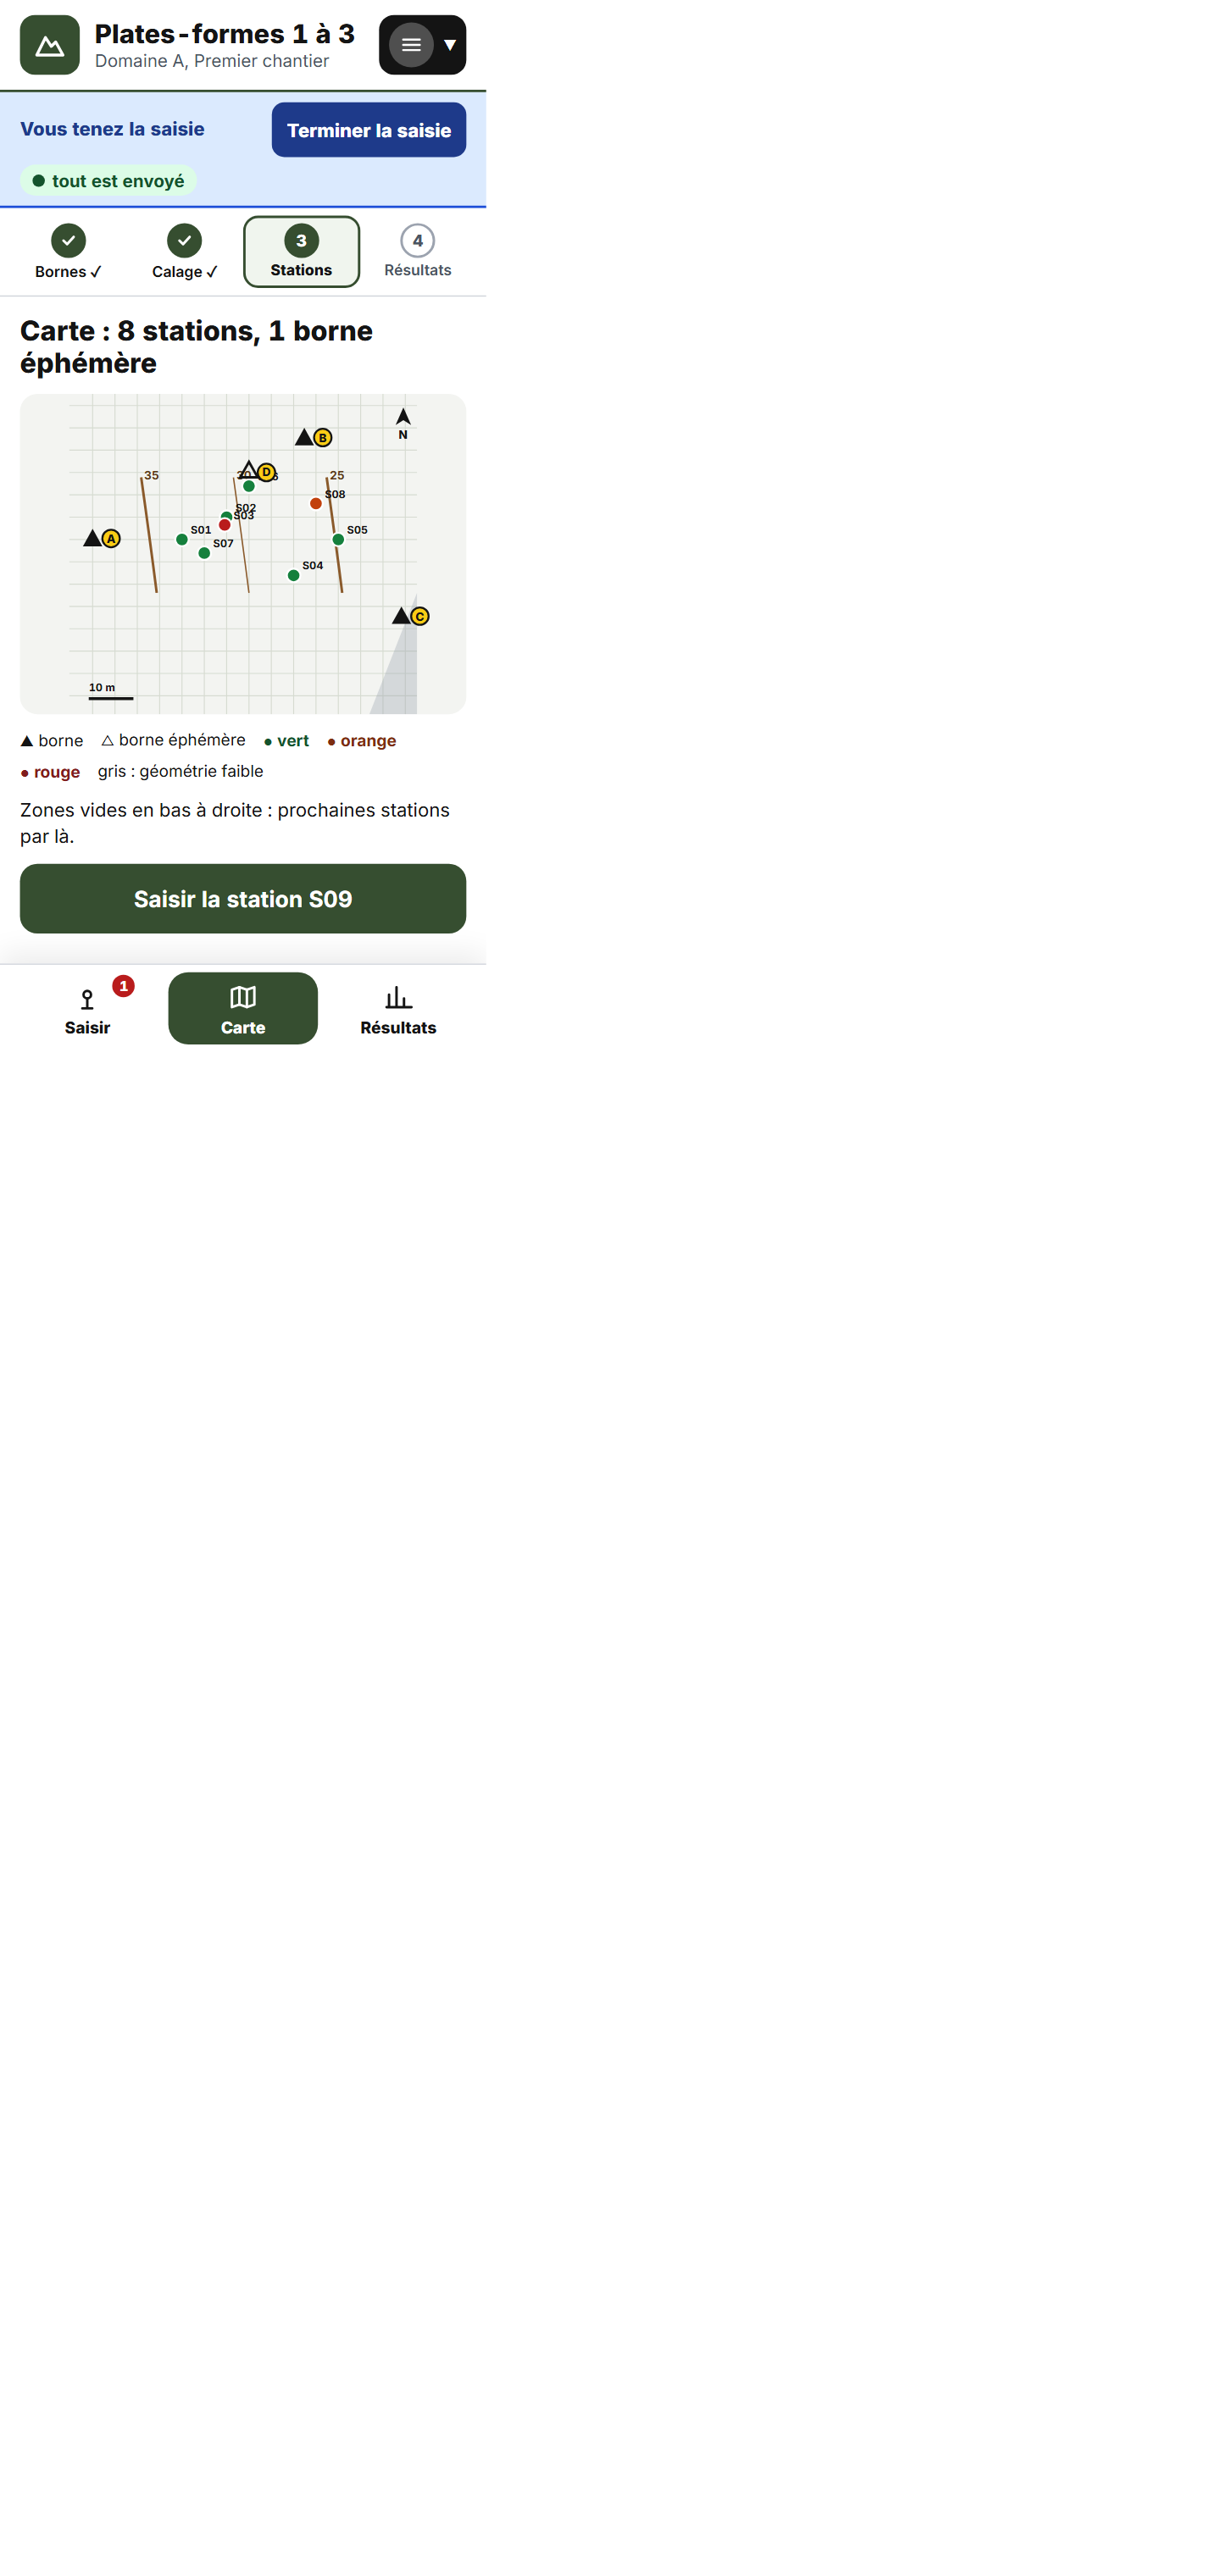 Plates-formes 1 à 3
Domaine A, Premier chantier
▼
Vous tenez la saisie
Terminer la saisie
tout est envoyé
Bornes ✓
Calage ✓
3
Stations
4
Résultats
Carte : 8 stations, 1 borne
éphémère
N
B
35
D
25
S08
S02
S03
S01
S05
A
S07
S04
C
10 m
▲ borne △ borne éphémère ● vert ● orange
● rouge gris : géométrie faible
Zones vides en bas à droite : prochaines stations
par là.
Saisir la station S09
1
Saisir
Carte
Résultats